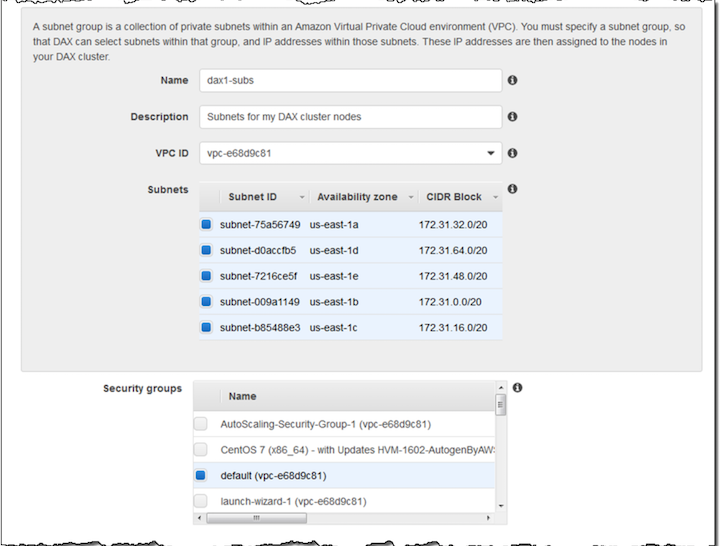 A subnet group is a collection of private subnets within an Amazon Virtual Private Cloud environment (VPC). You must specify a subnet group, so
that DAX can select subnets within that group, and IP addresses within those subnets. These IP addresses are then assigned to the nodes in
your DAX cluster.
Name dax1-subs
Description Subnets for my DAX cluster nodes
VPC ID vpc-e68d9c81
Subnets
Subnet ID Availability zone CIDR Block
subnet-75a56749 us-east-1a 172.31.32.0/20
subnet-d0accfb5 us-east-1d 172.31.64.0/20
subnet-7216ce5f us-east-1e 172.31.48.0/20
subnet-009a1149 us-east-1b 172.31.0.0/20
subnet-b85488e3 us-east-1c 172.31.16.0/20
Security groups
Name
AutoScaling-Security-Group-1 (vpc-e68d9c81)
CentOS 7 (x86_64) - with Updates HVM-1602-AutogenByAW
default (vpc-e68d9c81)
launch-wizard-1 (vpc-e68d9c81)